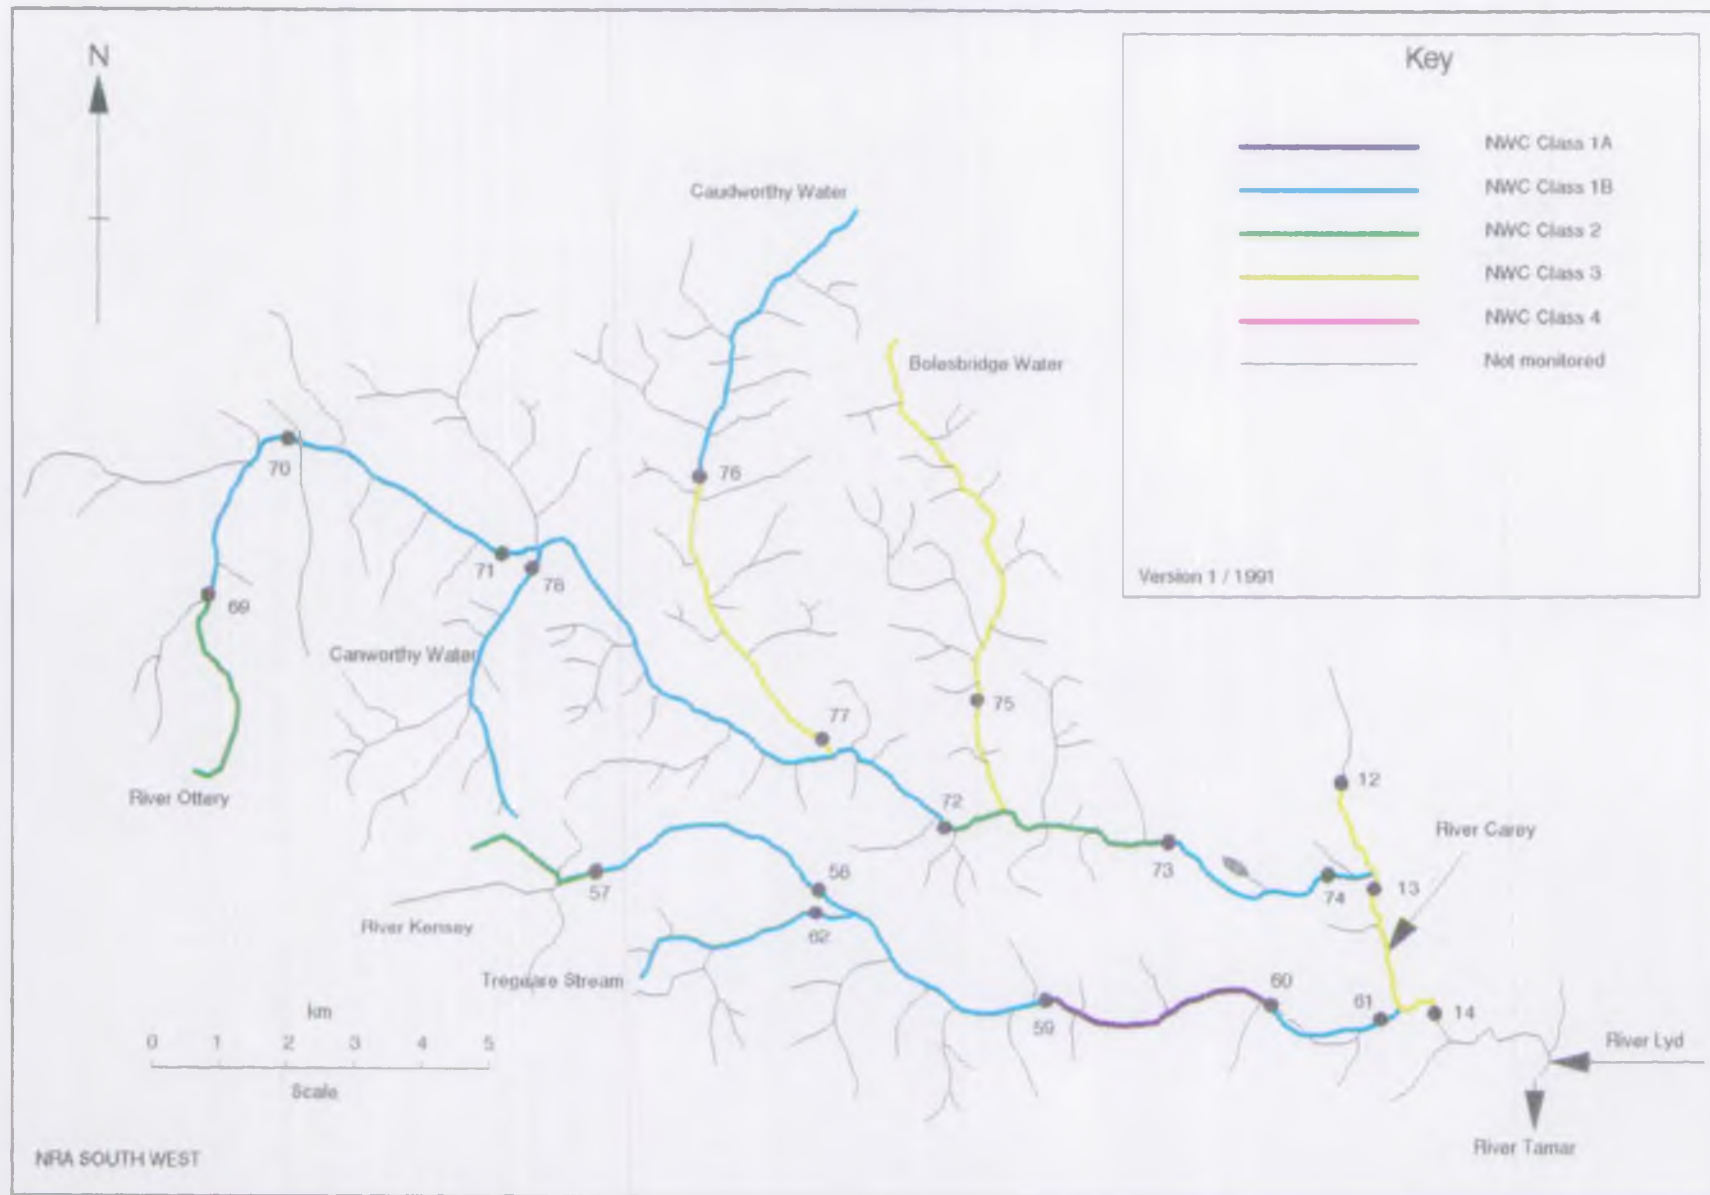 N
Key
NWC Class 1A
NWC Class 1B
NWC Class 2
NWC Class 3
NWC Class 4
Not monitored
Version 1 / 1991
Caudworthy Water
Bolesbridge Water
70
76
71
78
69
Canworthy Water
75
77
River Ottery
72
73
12
River Carey
74
13
57
58
62
River Kensey
Tregeare Stream
59
60
61
14
River Lyd
River Tamar
km
0 1 2 3 4 5
Scale
NRA SOUTH WEST